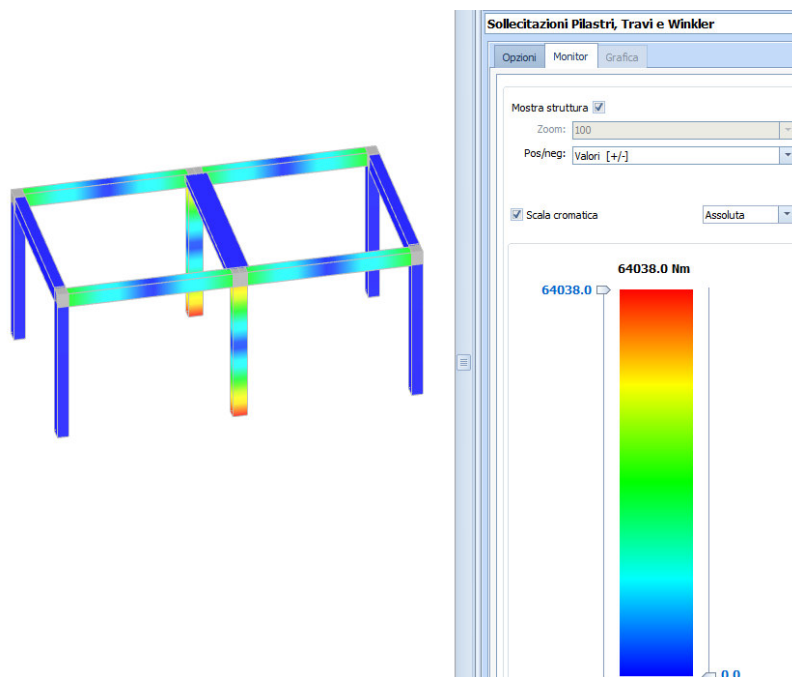 Sollecitazioni Pilastri, Travi e Winkler
Opzioni Monitor Grafica
Mostra struttura
Zoom: 100
Pos/neg: Valori [+/-]
Scala cromatica Assoluta
64038.0 Nm
64038.0
0.0